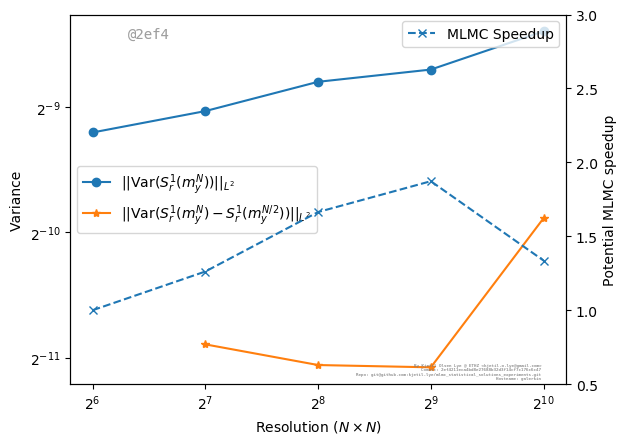 @2ef4
MLMC Speedup
3.0
2.5
2.0
1.5
1.0
0.5
Potential MLMC speedup
2^{-9}
2^{-10}
2^{-11}
Variance
||Var(S_r^1(m_y^N))||_{L^2}
||Var(S_r^1(m_y^N) − S_r^1(m_y^{N/2}))||_{L^2}
2^6
2^7
2^8
2^9
2^{10}
Resolution (N × N)